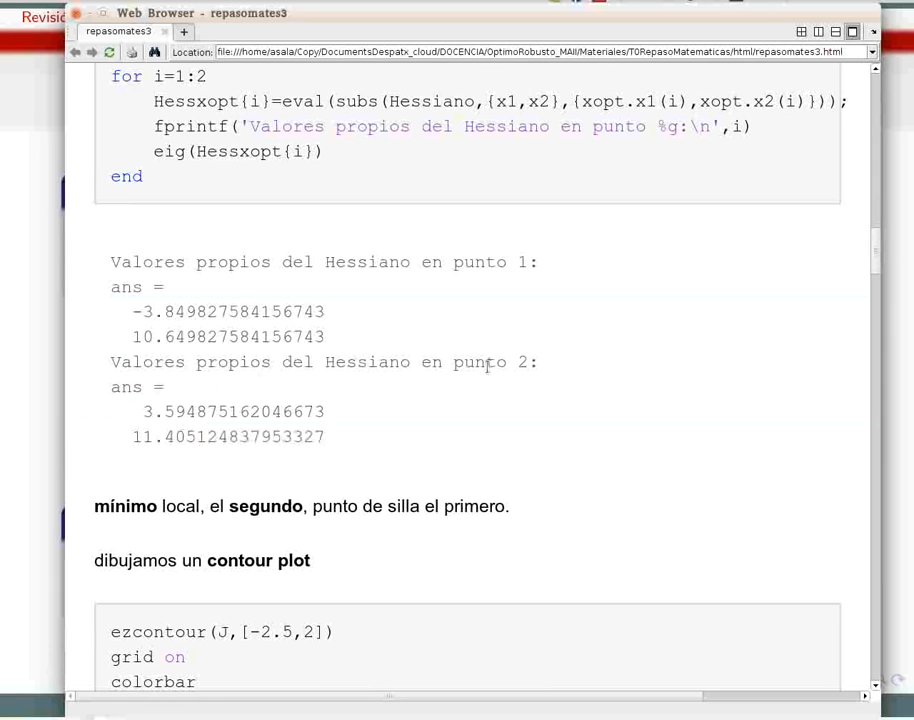 Revisió
Web Browser - repasomates3
repasomates3
Location: file:///home/asala/Copy/DocumentsDespatx_cloud/DOCENCIA/OptimoRobusto_MAII/Materiales/T0RepasoMatematicas/html/repasomates3.html
for i=1:2
Hessxopt{i}=eval(subs(Hessiano,{x1,x2},{xopt.x1(i),xopt.x2(i)}));
fprintf('Valores propios del Hessiano en punto %g:\n',i)
eig(Hessxopt{i})
end
Valores propios del Hessiano en punto 1:
ans =
-3.849827584156743
10.649827584156743
Valores propios del Hessiano en punto 2:
ans =
3.594875162046673
11.405124837953327
mínimo local, el segundo, punto de silla el primero.
dibujamos un contour plot
ezcontour(J,[-2.5,2])
grid on
colorbar